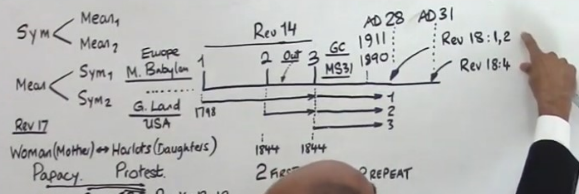 Sym Mean1
Mean2
Mean Sym1
Sym2
Rev 17
Woman(Mother) ↔ Harlots(Daughters)
Papacy. Protest.
Europe
M. Babylon
G. Land
USA
Rev 14
1 2 Out 3
GC
MS31
1911
1890
AD 28 AD 31
Rev 18:1,2
Rev 18:4
1
2
3
1798
1844 1844
2 FIRST REPEAT